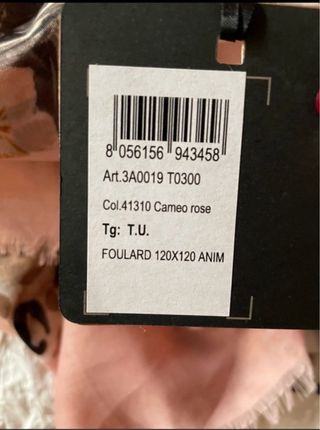 8 056156 943458
Art.3A0019 T0300
Col.41310 Cameo rose
Tg: T.U.
FOULARD 120X120 ANIM